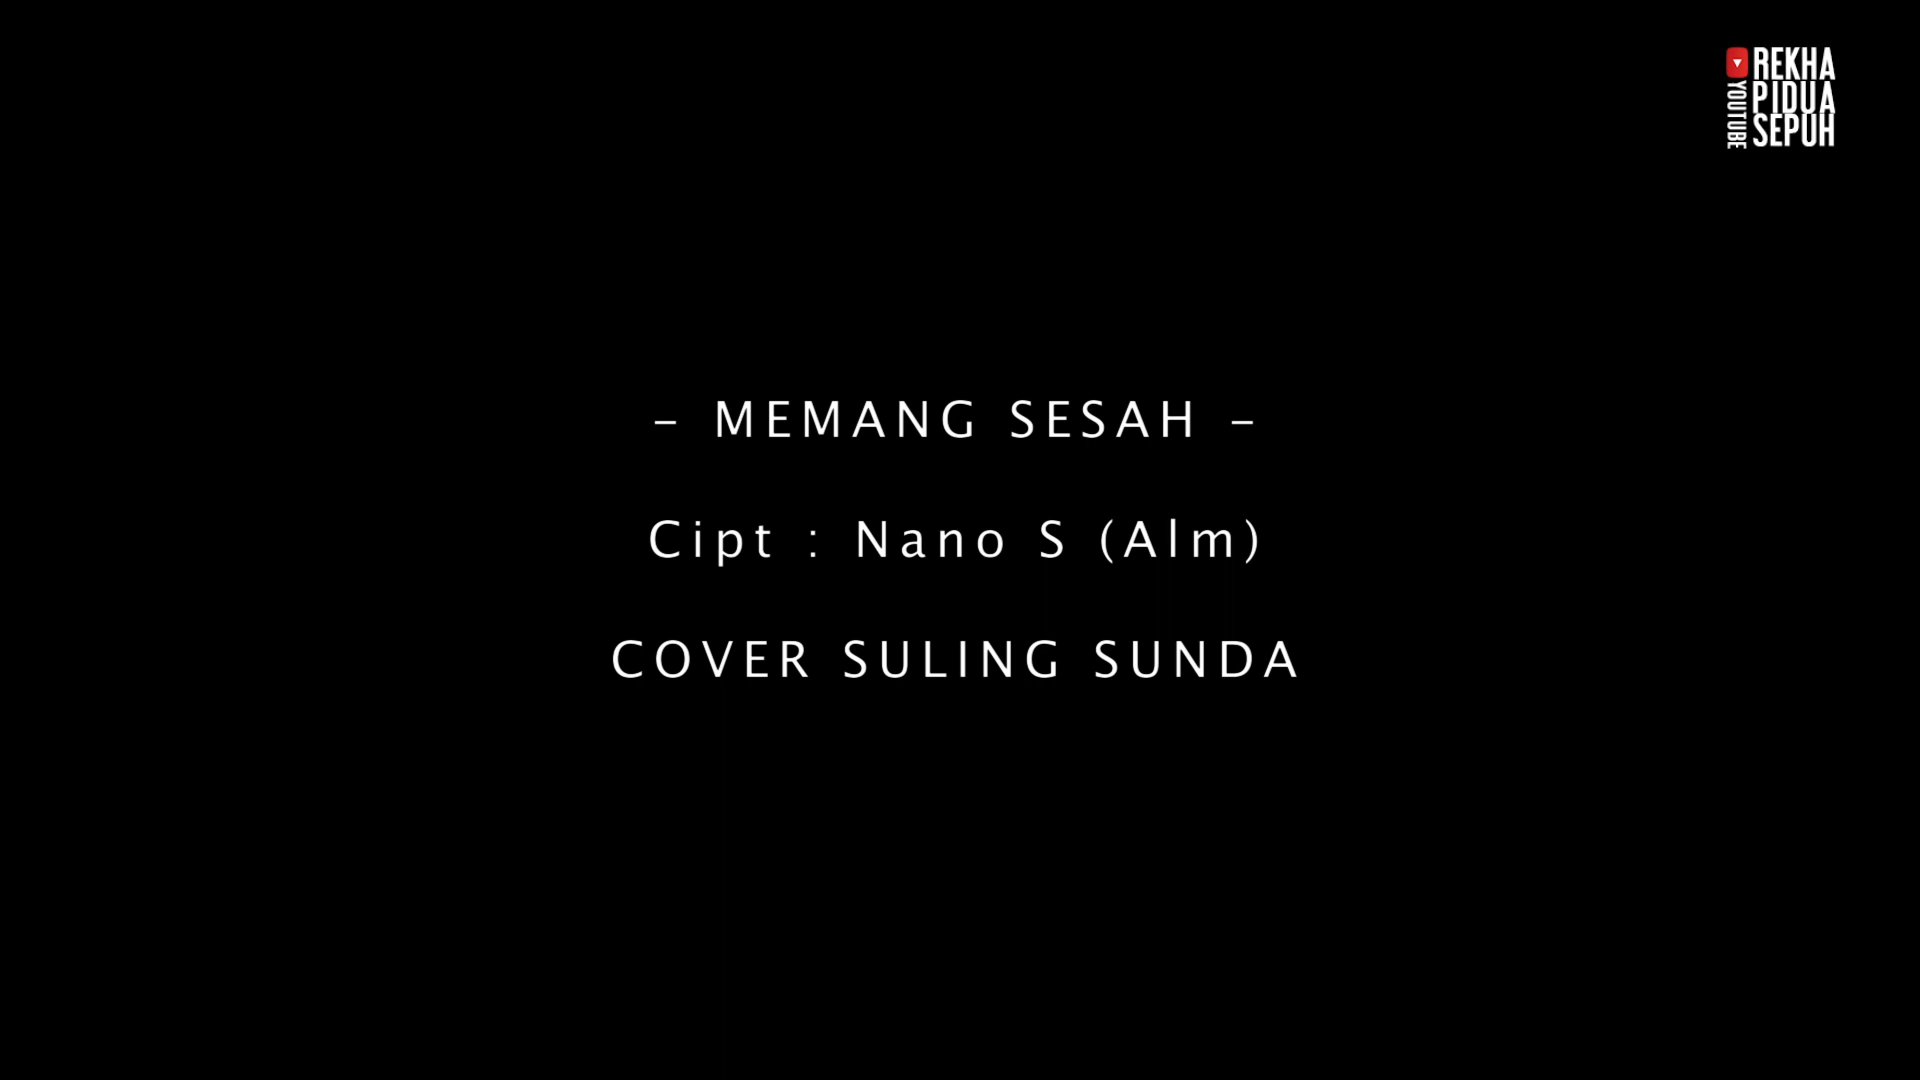 REKHA
PIDUA
SEPUH
YOUTUBE
– MEMANG SESAH –
Cipt : Nano S (Alm)
COVER SULING SUNDA